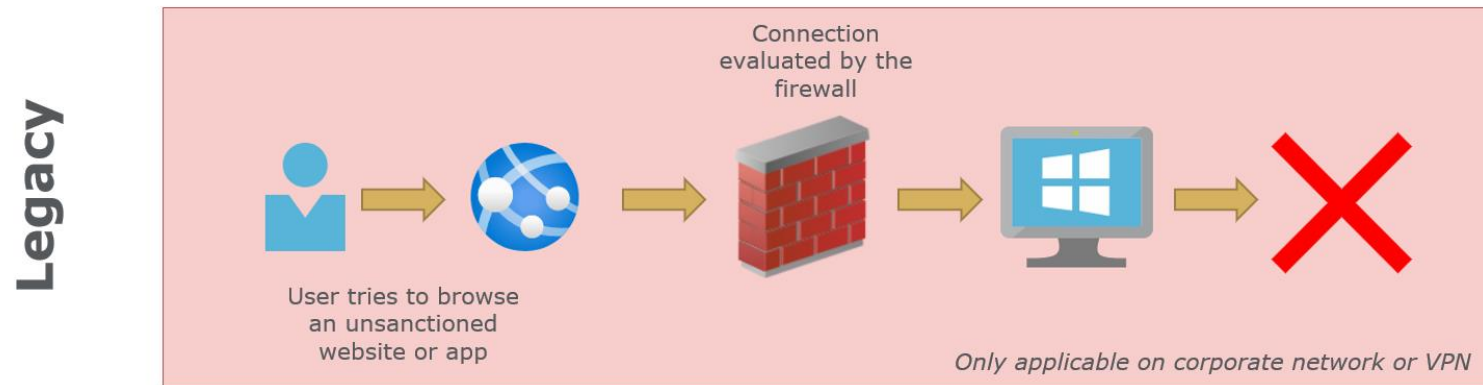 Legacy
Connection
evaluated by the
firewall
User tries to browse
an unsanctioned
website or app
Only applicable on corporate network or VPN